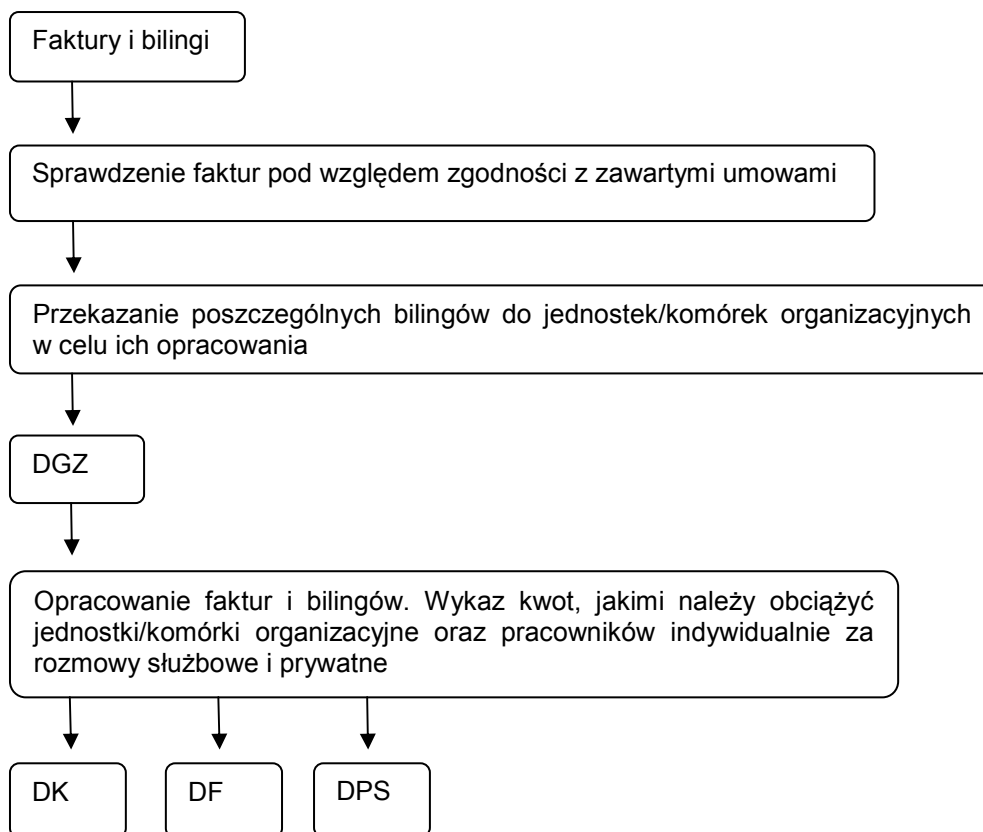 Faktury i bilingi
Sprawdzenie faktur pod względem zgodności z zawartymi umowami
Przekazanie poszczególnych bilingów do jednostek/komórek organizacyjnych
w celu ich opracowania
DGZ
Opracowanie faktur i bilingów. Wykaz kwot, jakimi należy obciążyć
jednostki/komórki organizacyjne oraz pracowników indywidualnie za
rozmowy służbowe i prywatne
DK
DF
DPS